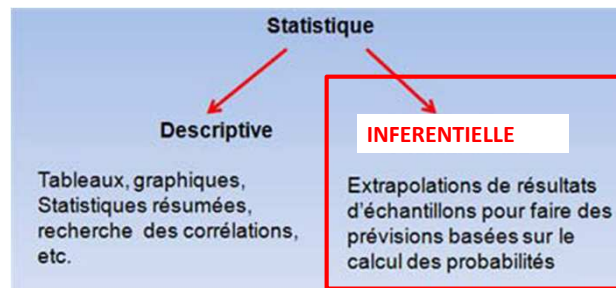 Statistique
Descriptive
Tableaux, graphiques,
Statistiques résumées,
recherche des corrélations,
etc.
INFERENTIELLE
Extrapolations de résultats
d'échantillons pour faire des
prévisions basées sur le
calcul des probabilités